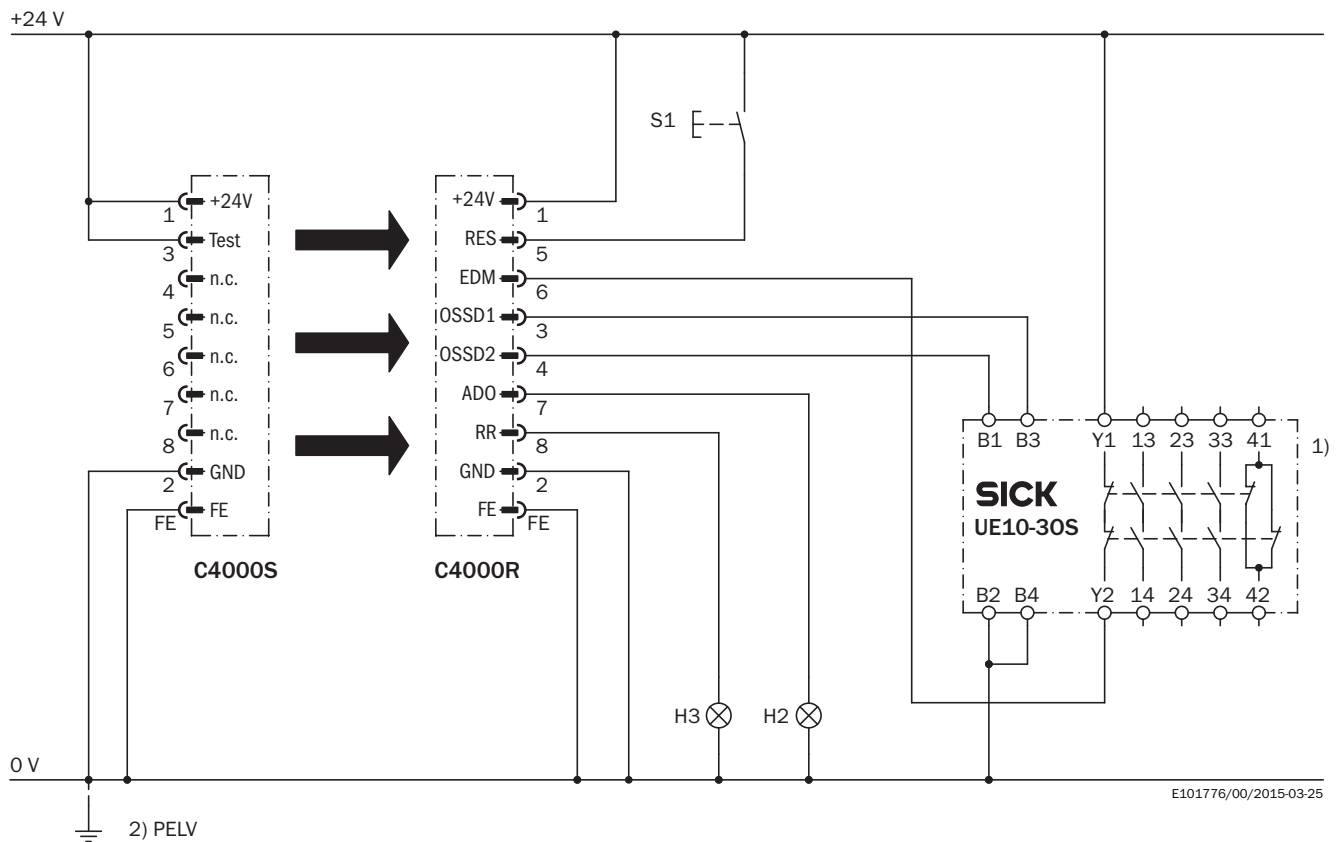 +24 V
S1
+24V
1
Test
3
n.c.
4
n.c.
5
n.c.
6
n.c.
7
n.c.
8
GND
2
FE
FE
C4000S
+24V
1
RES
5
EDM
6
OSSD1
3
OSSD2
4
ADO
7
RR
8
GND
2
FE
FE
C4000R
B1 B3 Y1 13 23 33 41
1)
SICK
UE10-30S
B2 B4 Y2 14 24 34 42
H3
H2
0 V
E101776/00/2015-03-25
2) PELV